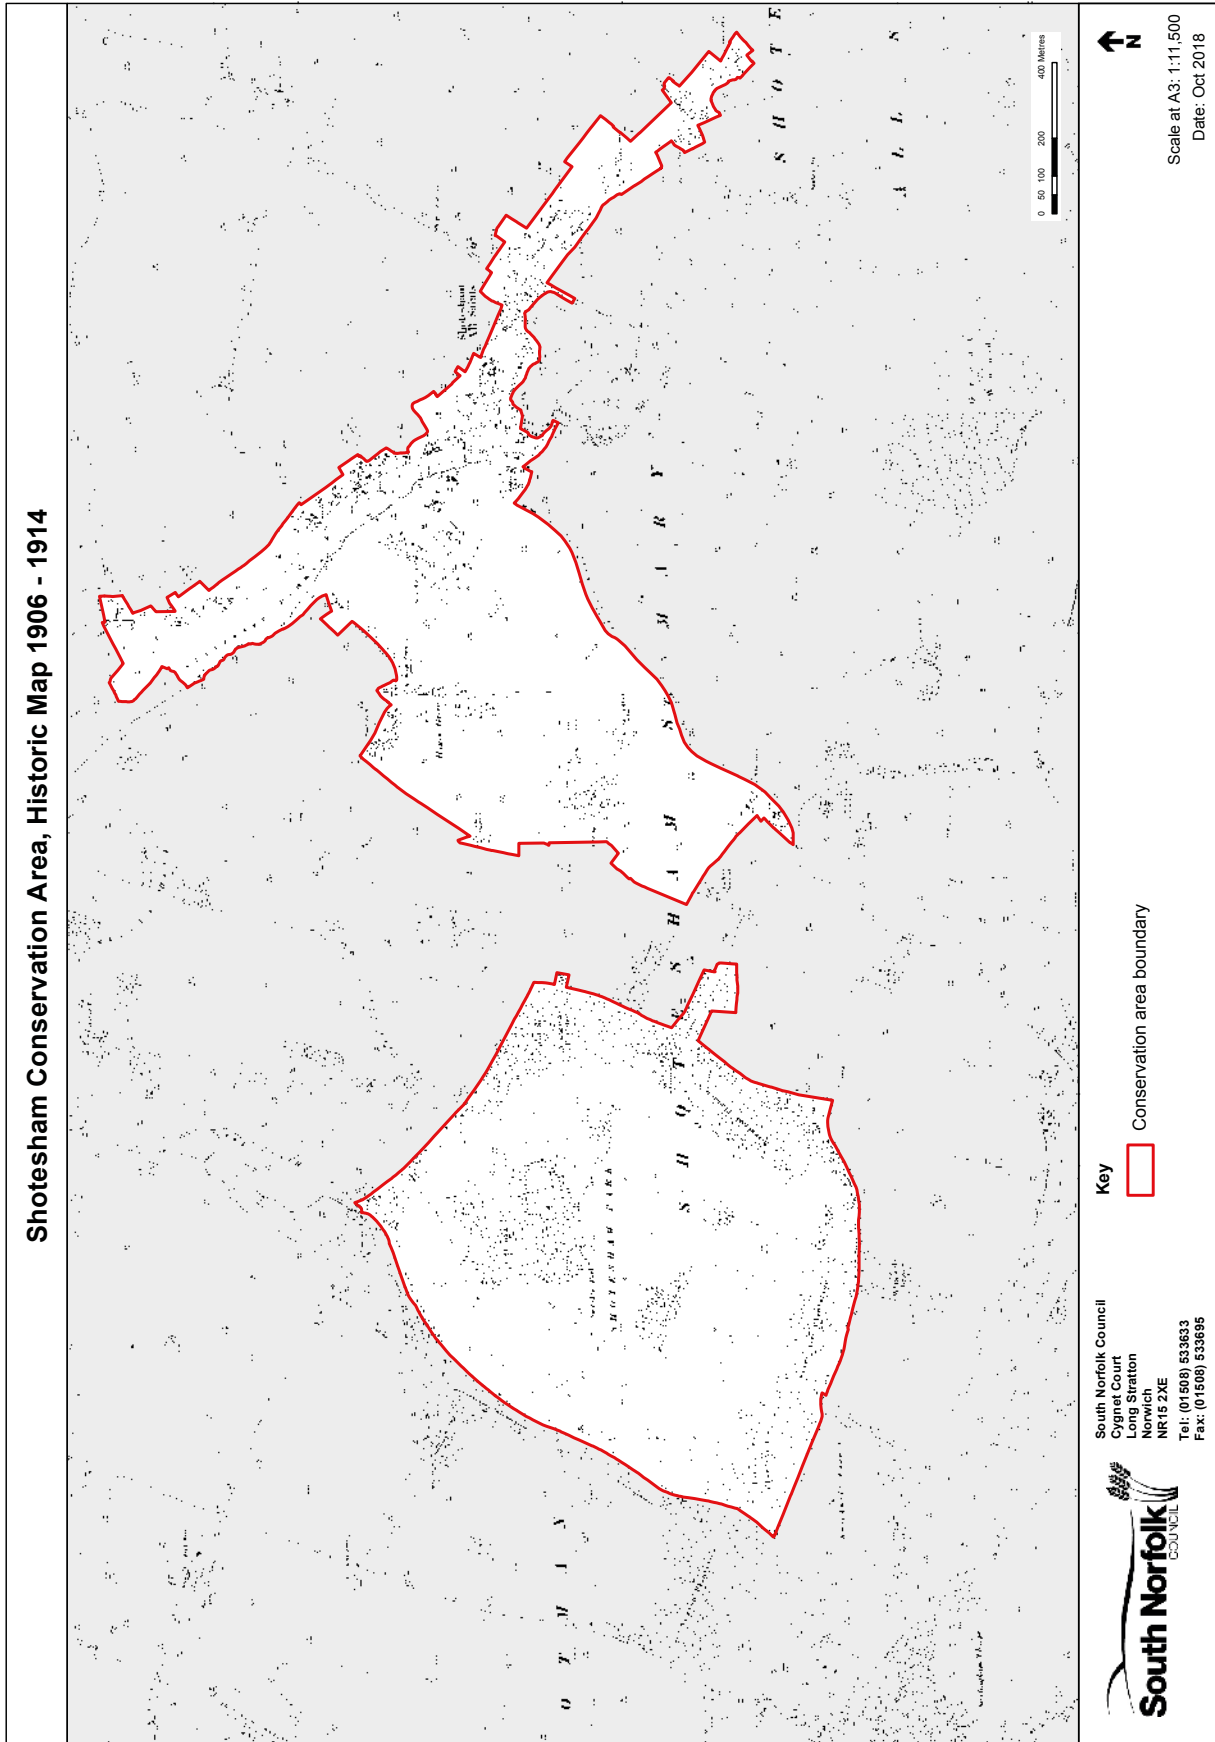 Shotesham Conservation Area, Historic Map 1906 - 1914
Shotesham
All Saints
S H O T E
A L L S
S H O T E S H A M S T. M A R Y
SHOTESHAM PARK
0 50 100 200 400 Metres
N
Scale at A3: 1:11,500
Date: Oct 2018
Key
Conservation area boundary
South Norfolk Council
Cygnet Court
Long Stratton
Norwich
NR15 2XE
Tel: (01508) 533633
Fax: (01508) 533695
South Norfolk
COUNCIL